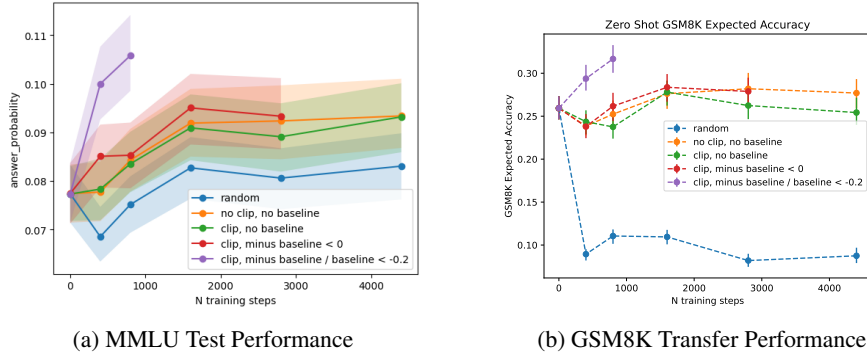 answer_probability
0.11
0.10
0.09
0.08
0.07
random
no clip, no baseline
clip, no baseline
clip, minus baseline < 0
clip, minus baseline / baseline < -0.2
0 1000 2000 3000 4000
N training steps
(a) MMLU Test Performance
Zero Shot GSM8K Expected Accuracy
GSM8K Expected Accuracy
0.30
0.25
0.20
0.15
0.10
random
no clip, no baseline
clip, no baseline
clip, minus baseline < 0
clip, minus baseline / baseline < -0.2
0 1000 2000 3000 4000
N training steps
(b) GSM8K Transfer Performance